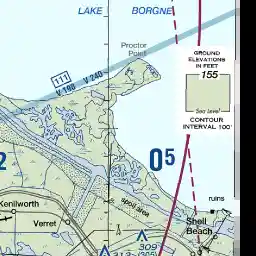 LAKE BORGNE
Proctor
Point
GROUND
ELEVATIONS
IN FEET
155
Sea Level
CONTOUR
INTERVAL 100'
111
V 198
V 240
2
05
spoil area
ruins
Kenilworth
Verret
Shell
Beach
309
313
(305)